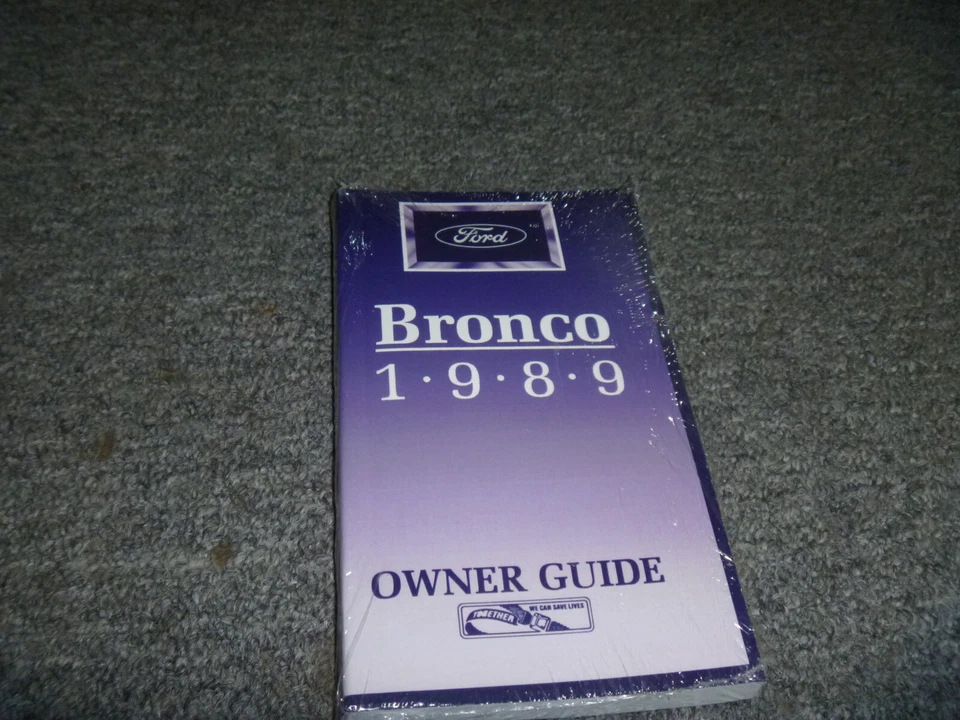 Ford
Bronco
1·9·8·9
OWNER GUIDE
TOGETHER
WE CAN SAVE LIVES